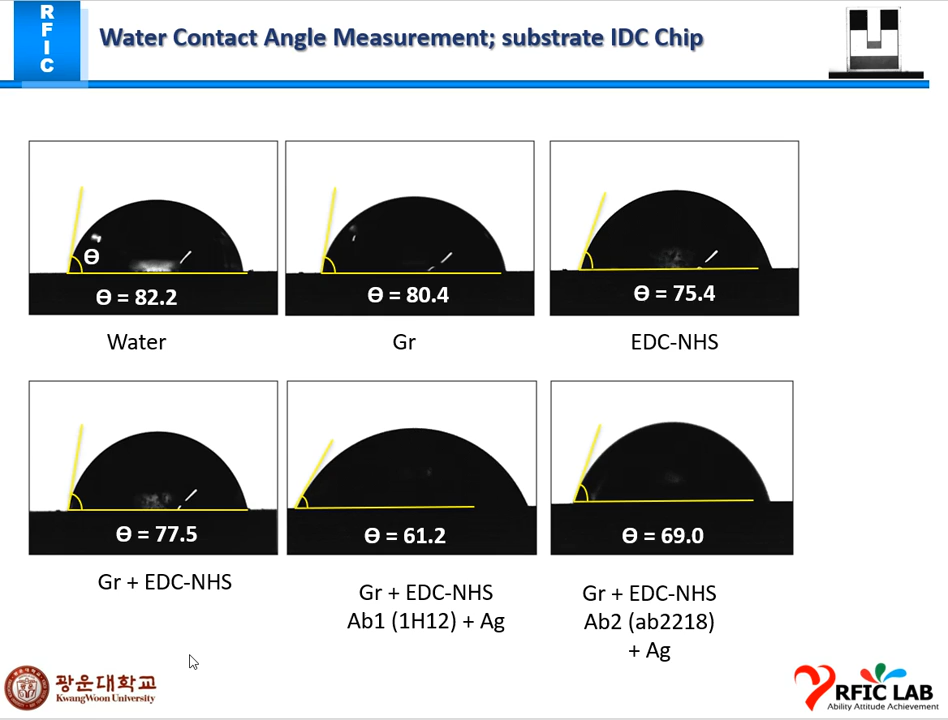 R
F
I
C
Water Contact Angle Measurement; substrate IDC Chip
ϴ
ϴ = 82.2
ϴ = 80.4
ϴ = 75.4
Water
Gr
EDC-NHS
ϴ = 77.5
ϴ = 61.2
ϴ = 69.0
Gr + EDC-NHS
Gr + EDC-NHS
Ab1 (1H12) + Ag
Gr + EDC-NHS
Ab2 (ab2218)
+ Ag
광운대학교
KwangWoon University
RFIC LAB
Ability Attitude Achievement